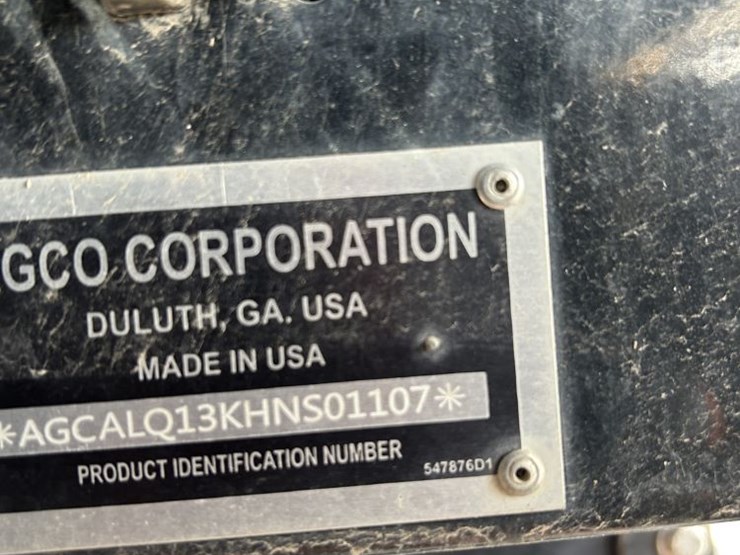 GCO CORPORATION
DULUTH, GA. USA
MADE IN USA
*AGCALQ13KHNS01107*
PRODUCT IDENTIFICATION NUMBER
547876D1